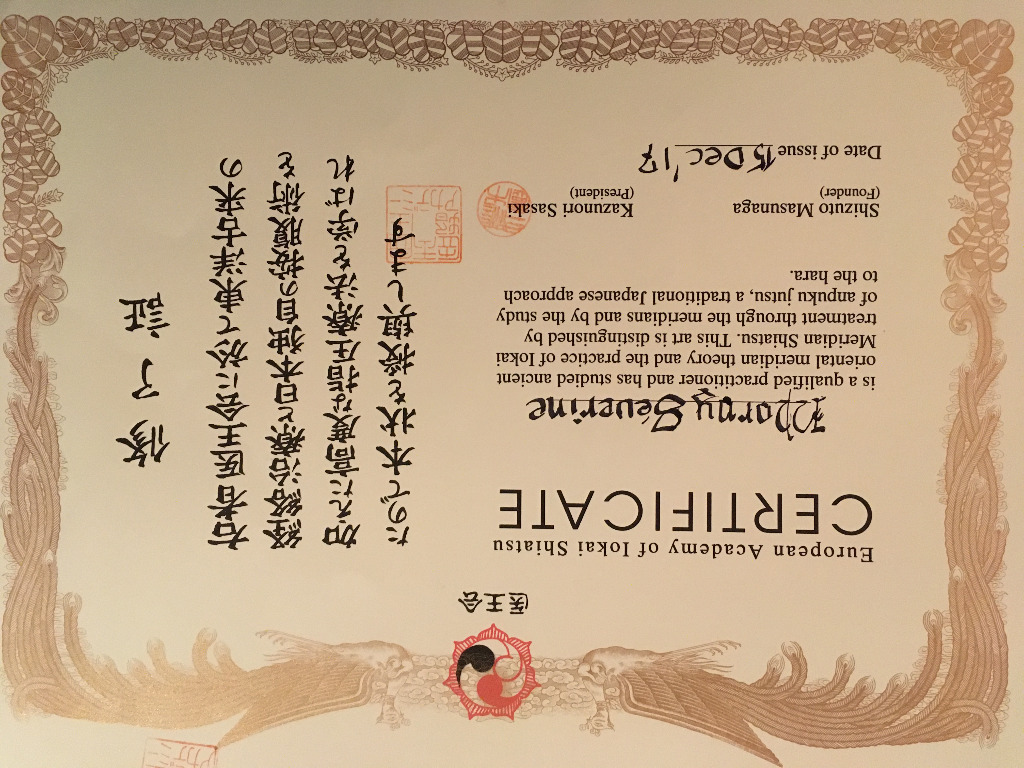 医王会
European Academy of Iokai Shiatsu
CERTIFICATE
Séverine
is a qualified practitioner and has studied ancient
oriental meridian theory and the practice of Iokai
Meridian Shiatsu. This art is distinguished by
treatment through the meridians and by the study
of anpuku jutsu, a traditional Japanese approach
to the hara.
Shizuto Masunaga
(Founder)
Kazunori Sasaki
(President)
Date of issue 15 Dec '17
修了証
右者医王会に於て東洋古来の
経絡治療と日本独自の按腹術を
加えた高度な指圧療法を学ばれ
たので本状を授與します